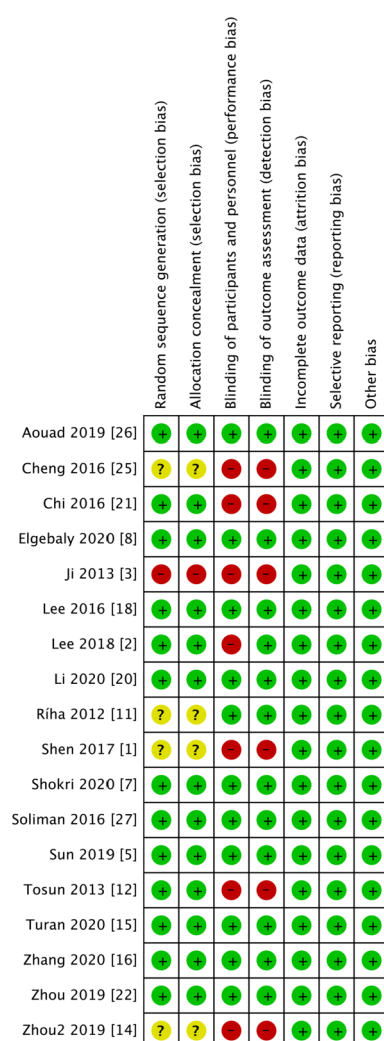 Random sequence generation (selection bias)
Allocation concealment (selection bias)
Blinding of participants and personnel (performance bias)
Blinding of outcome assessment (detection bias)
Incomplete outcome data (attrition bias)
Selective reporting (reporting bias)
Other bias
Aouad 2019 [26] + + + + + + +
Cheng 2016 [25] ? ? - - + + +
Chi 2016 [21] + + - - + + +
Elgebaly 2020 [8] + + + + + + +
Ji 2013 [3] - - - - + + +
Lee 2016 [18] + + + + + + +
Lee 2018 [2] + + - + + + +
Li 2020 [20] + + + + + + +
Ríha 2012 [11] ? ? + + + + +
Shen 2017 [1] ? ? - - + + +
Shokri 2020 [7] + + + + + + +
Soliman 2016 [27] + + + + + + +
Sun 2019 [5] + + + + + + +
Tosun 2013 [12] + + - - + + +
Turan 2020 [15] + + + + + + +
Zhang 2020 [16] + + + + + + +
Zhou 2019 [22] + + + + + + +
Zhou2 2019 [14] ? ? - - + + +